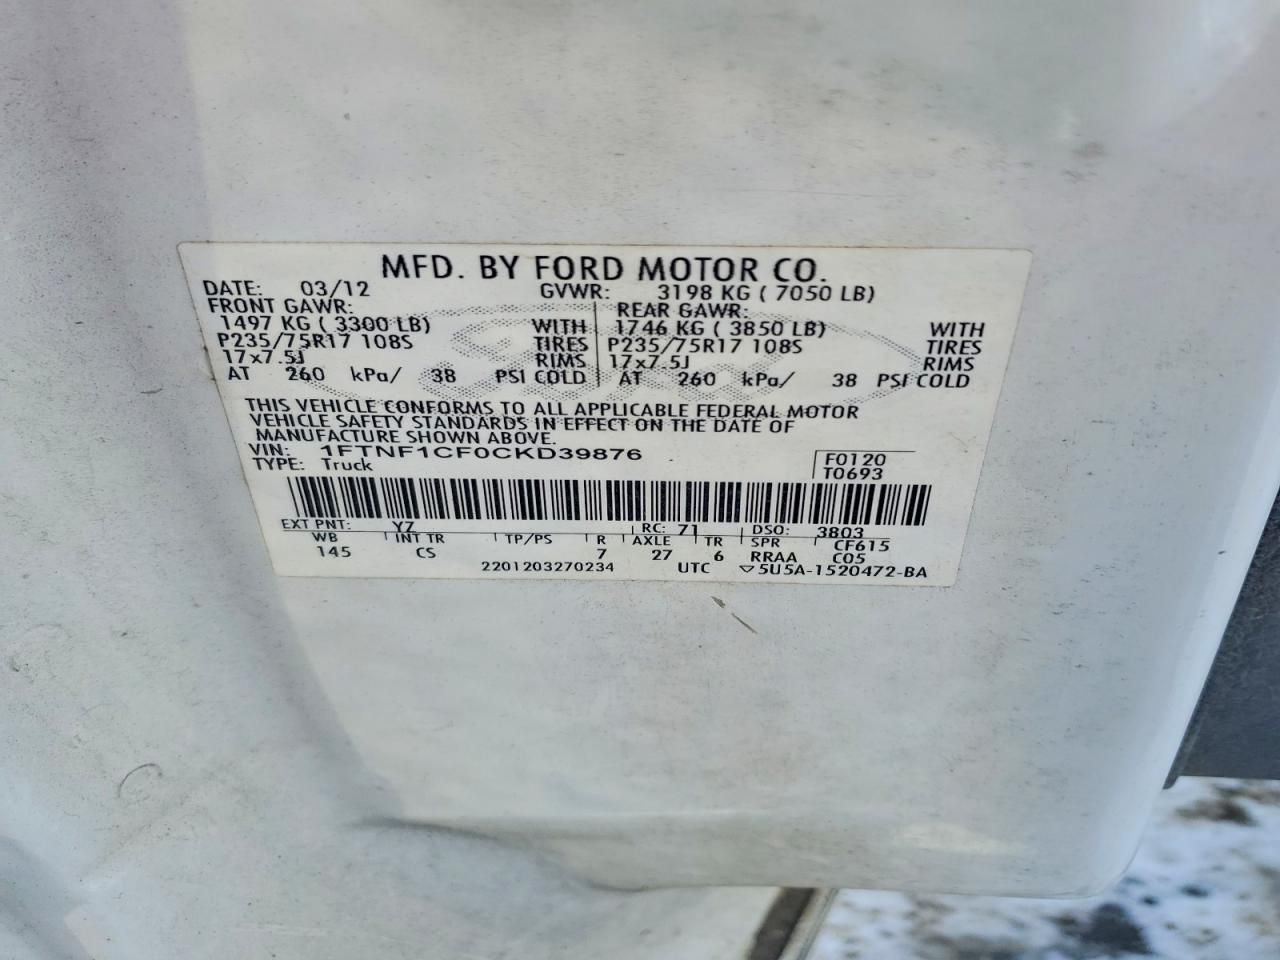 MFD. BY FORD MOTOR CO.
DATE: 03/12 GVWR: 3198 KG ( 7050 LB)
FRONT GAWR: REAR GAWR:
1497 KG ( 3300 LB) WITH 1746 KG ( 3850 LB) WITH
P235/75R17 108S TIRES P235/75R17 108S TIRES
17x7.5J RIMS 17x7.5J RIMS
AT 260 kPa/ 38 PSI COLD AT 260 kPa/ 38 PSI COLD
THIS VEHICLE CONFORMS TO ALL APPLICABLE FEDERAL MOTOR
VEHICLE SAFETY STANDARDS IN EFFECT ON THE DATE OF
MANUFACTURE SHOWN ABOVE.
VIN: 1FTNF1CF0CKD39876 F0120
TYPE: Truck T0693
EXT PNT: YZ RC: 71 DSO: 3803
WB INT TR TP/PS R AXLE TR SPR CF615
145 CS 7 27 6 RRAA C05
2201203270234 UTC ▽5U5A-1520472-BA